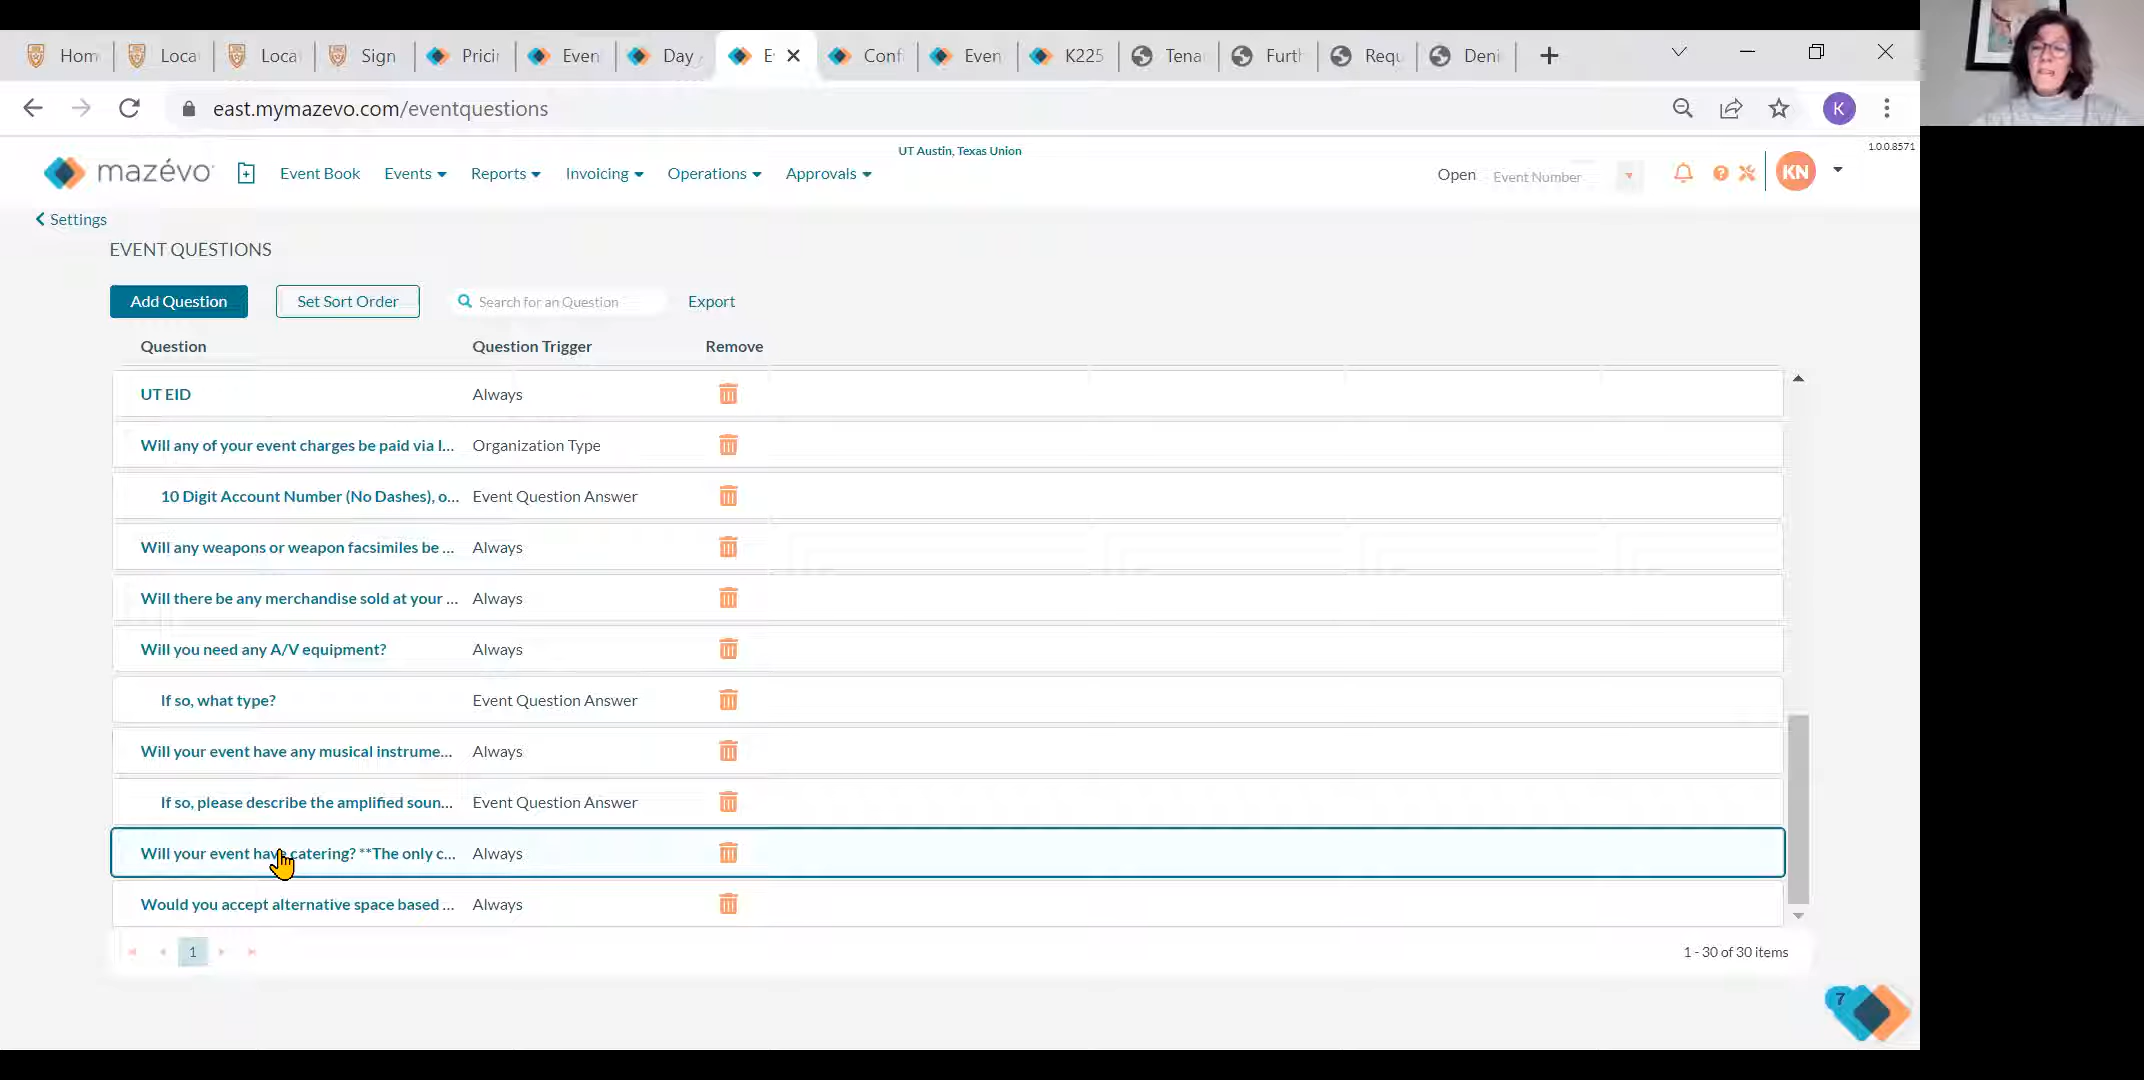 Hom Loca Loca Sign Prici Even Day E Conf Even K225 Tena Furth Requ Deni
east.mymazevo.com/eventquestions K
1.0.0.8571
UT Austin, Texas Union
mazévo Event Book Events Reports Invoicing Operations Approvals Open Event Number ? KN
Settings
EVENT QUESTIONS
Add Question Set Sort Order Search for an Question Export
Question Question Trigger Remove
UT EID Always
Will any of your event charges be paid via I... Organization Type
10 Digit Account Number (No Dashes), o... Event Question Answer
Will any weapons or weapon facsimiles be ... Always
Will there be any merchandise sold at your ... Always
Will you need any A/V equipment? Always
If so, what type? Event Question Answer
Will your event have any musical instrume... Always
If so, please describe the amplified soun... Event Question Answer
Will your event have catering? **The only c... Always
Would you accept alternative space based ... Always
1 1 - 30 of 30 items
7